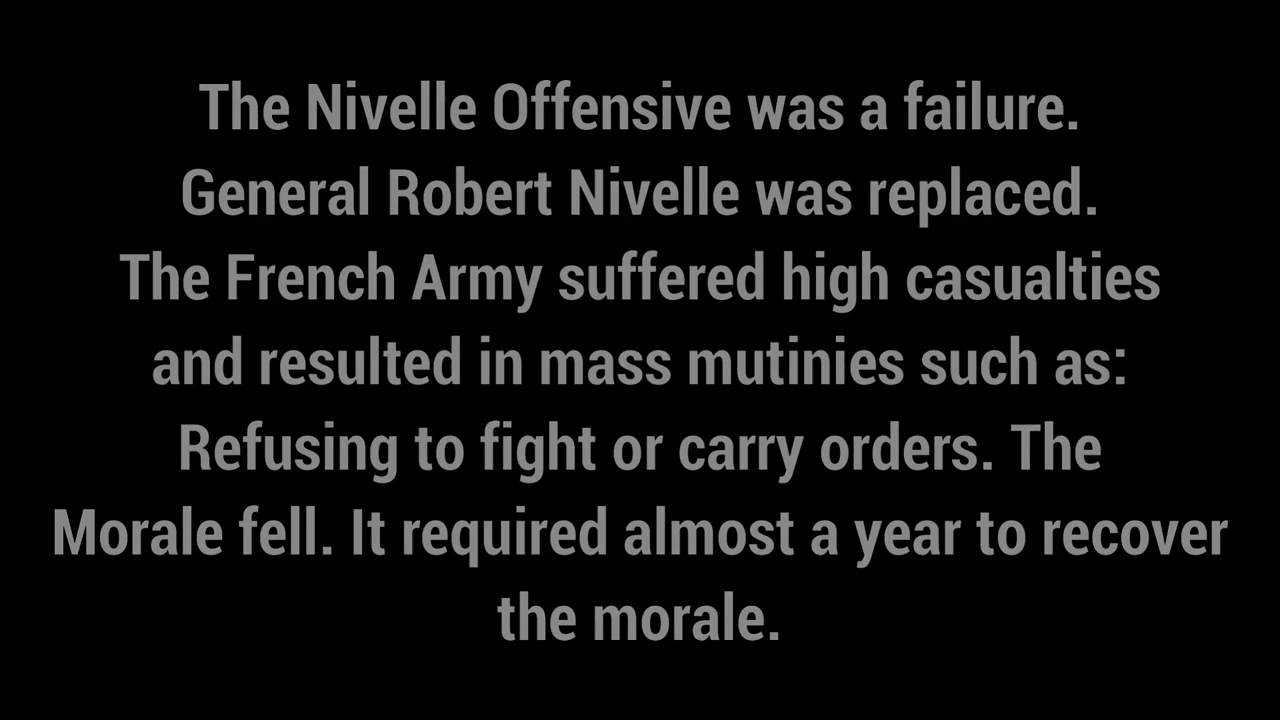 The Nivelle Offensive was a failure.
General Robert Nivelle was replaced.
The French Army suffered high casualties
and resulted in mass mutinies such as:
Refusing to fight or carry orders. The
Morale fell. It required almost a year to recover
the morale.